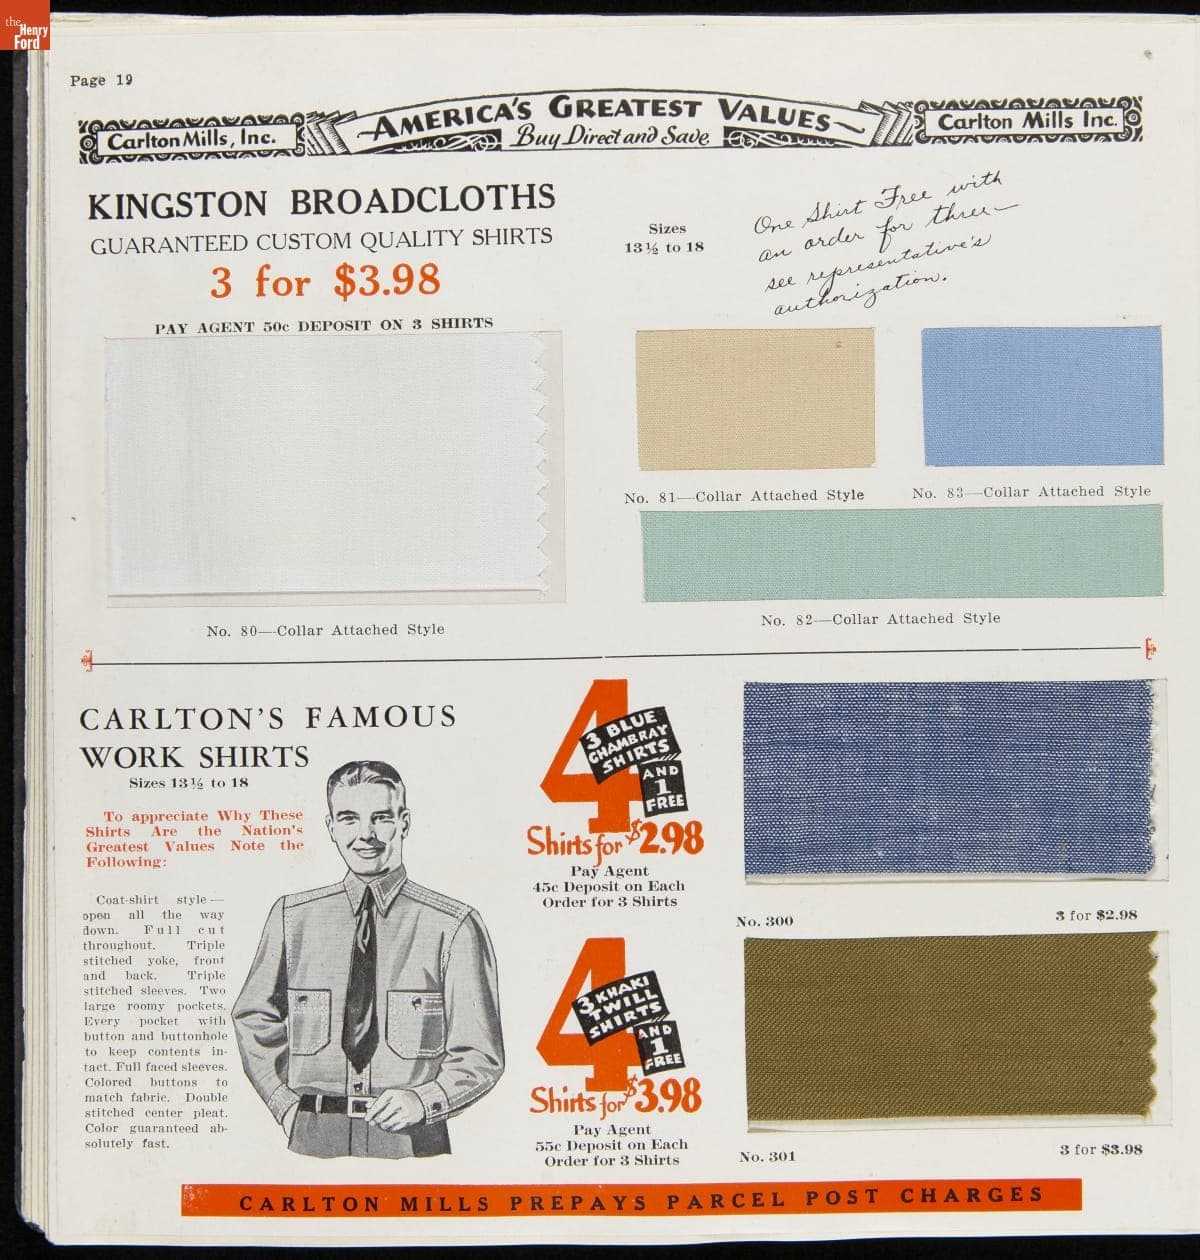 the
Henry
Ford
Page 19
Carlton Mills, Inc.
AMERICA'S GREATEST VALUES
Buy Direct and Save
Carlton Mills Inc.
KINGSTON BROADCLOTHS
GUARANTEED CUSTOM QUALITY SHIRTS
3 for $3.98
PAY AGENT 50c DEPOSIT ON 3 SHIRTS
Sizes
13½ to 18
One Shirt Free with
an order for three—
see representative's
authorization.
No. 81—Collar Attached Style
No. 83—Collar Attached Style
No. 80—Collar Attached Style
No. 82—Collar Attached Style
CARLTON'S FAMOUS
WORK SHIRTS
Sizes 13½ to 18
To appreciate Why These
Shirts Are the Nation's
Greatest Values Note the
Following:
Coat-shirt style—
open all the way
down. Full cut
throughout. Triple
stitched yoke, front
and back. Triple
stitched sleeves. Two
large roomy pockets.
Every pocket with
button and buttonhole
to keep contents in-
tact. Full faced sleeves.
Colored buttons to
match fabric. Double
stitched center pleat.
Color guaranteed ab-
solutely fast.
4
3 BLUE
CHAMBRAY
SHIRTS
AND
1
FREE
Shirts for $2.98
Pay Agent
45c Deposit on Each
Order for 3 Shirts
No. 300
3 for $2.98
4
3 KHAKI
TWILL
SHIRTS
AND
1
FREE
Shirts for $3.98
Pay Agent
55c Deposit on Each
Order for 3 Shirts
No. 301
3 for $3.98
CARLTON MILLS PREPAYS PARCEL POST CHARGES